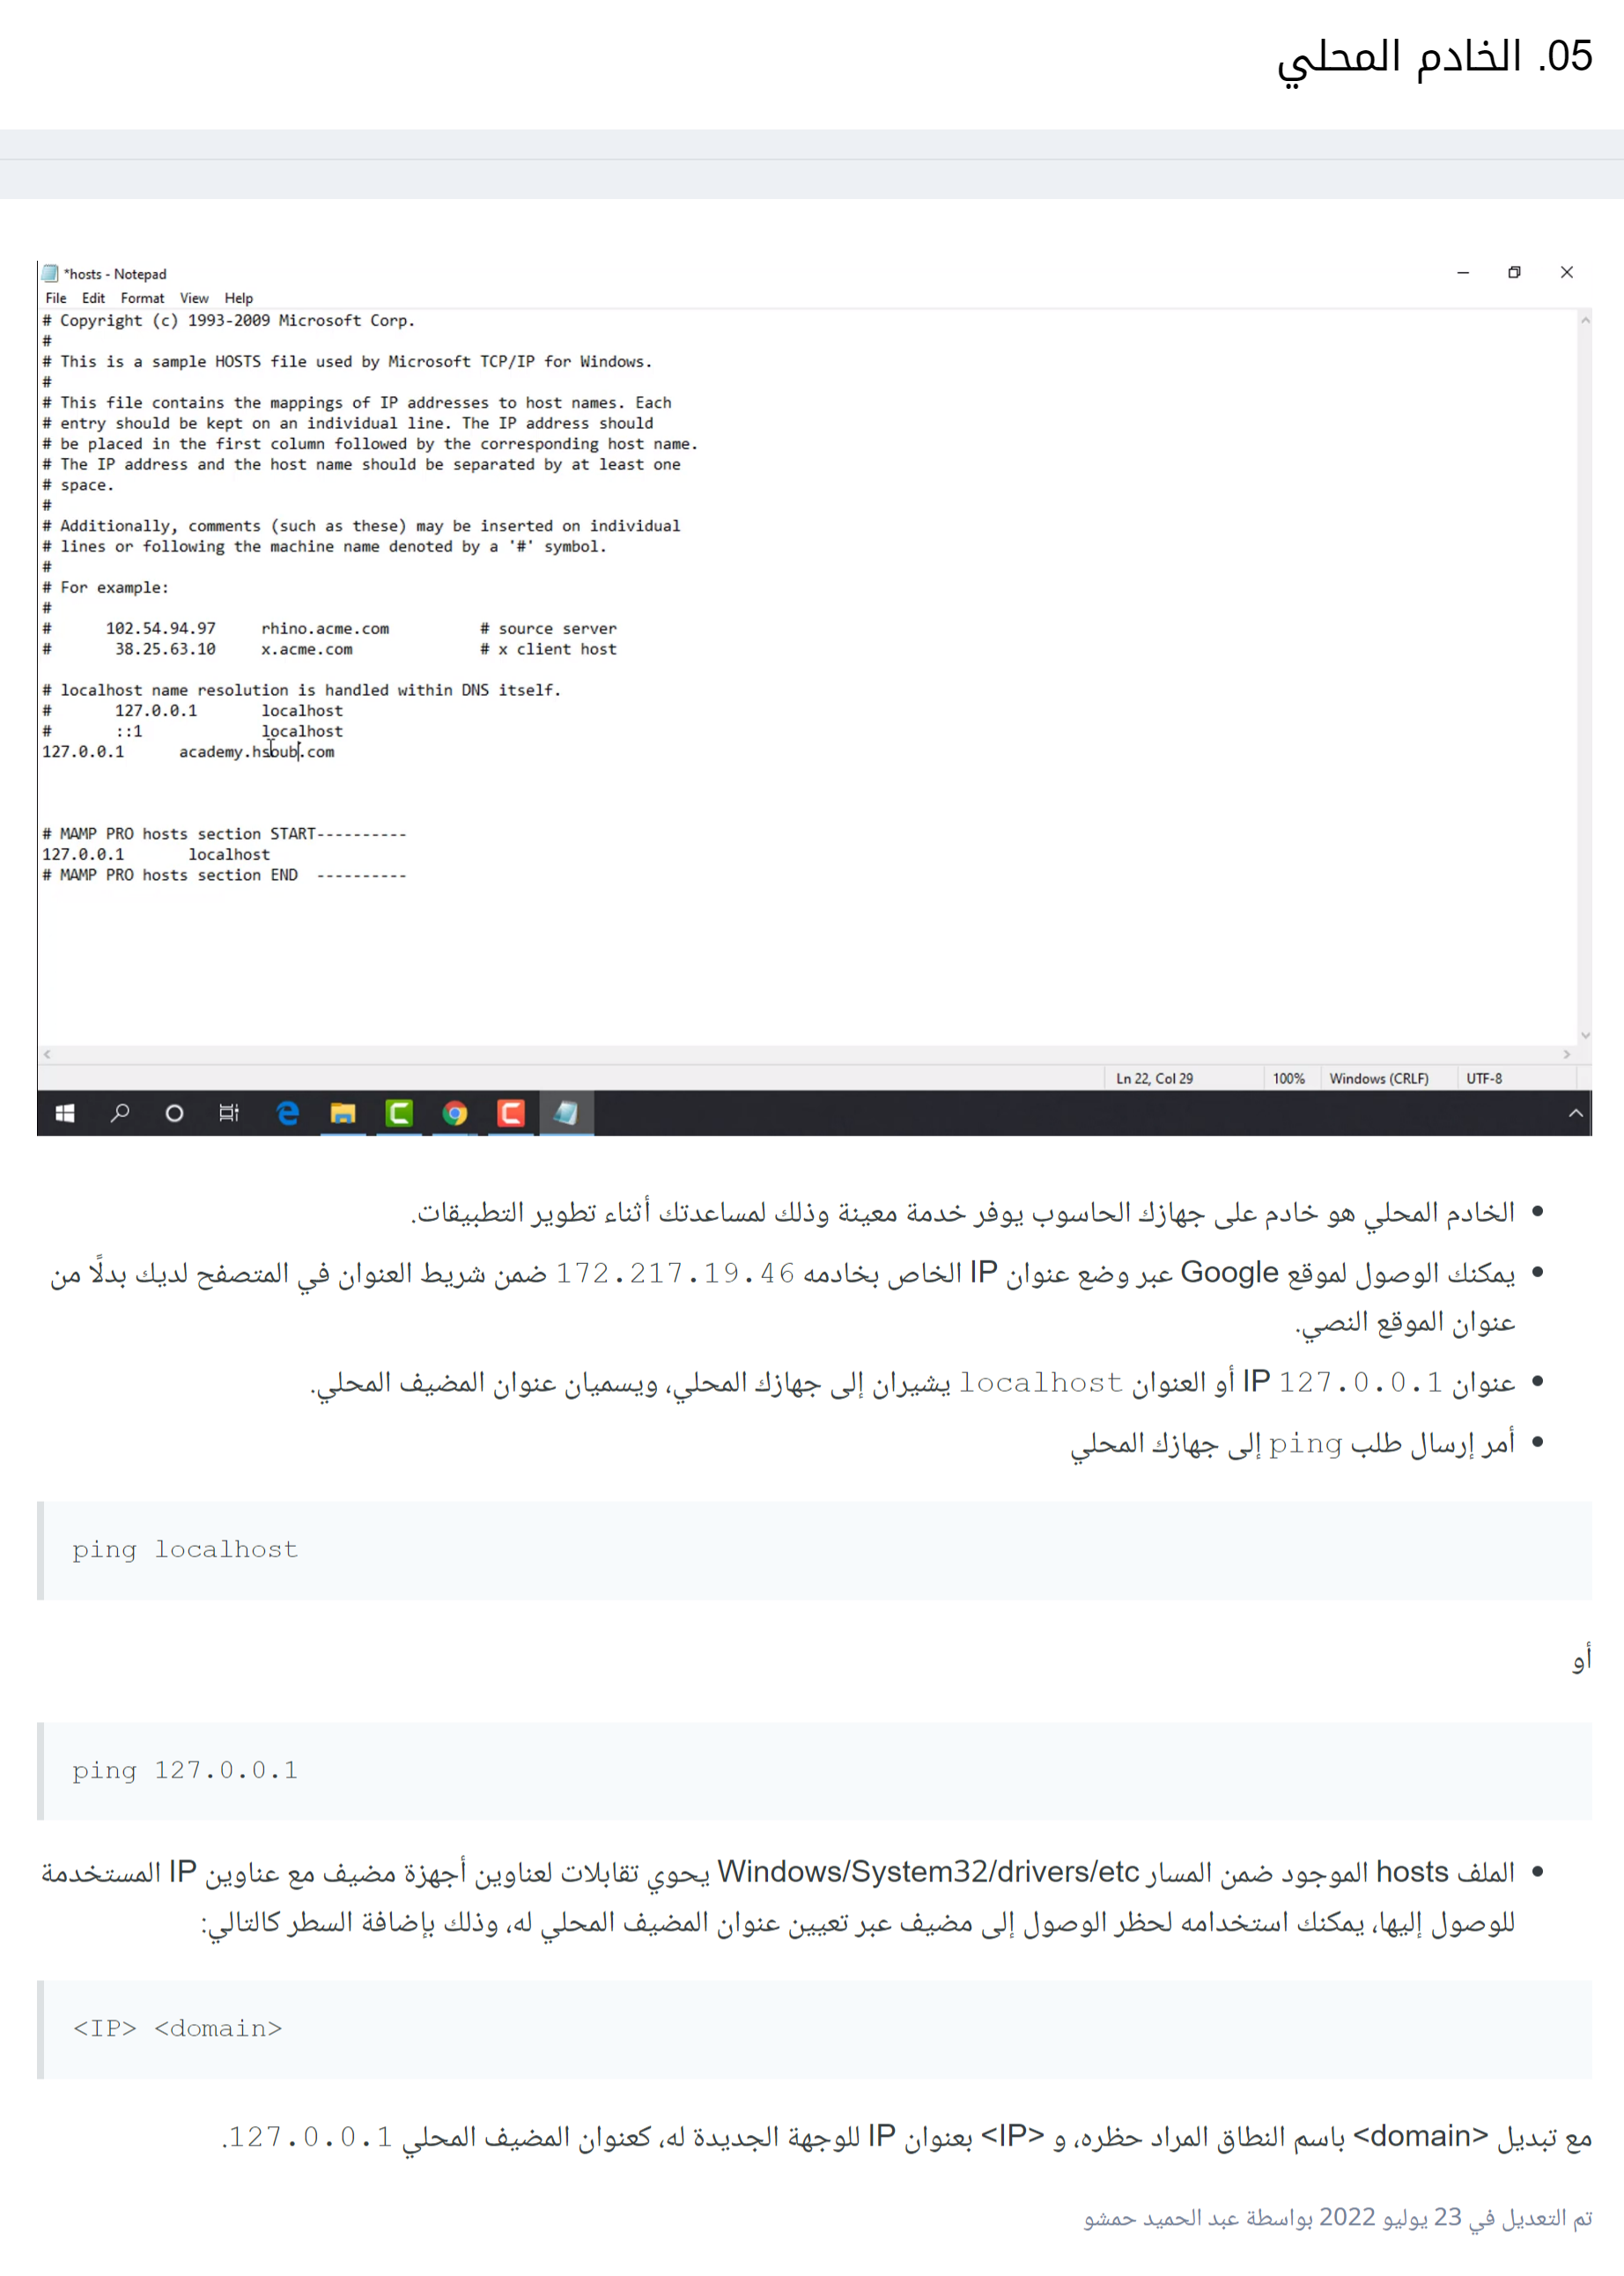 05. الخادم المحلي
*hosts - Notepad
File Edit Format View Help
# Copyright (c) 1993-2009 Microsoft Corp.
#
# This is a sample HOSTS file used by Microsoft TCP/IP for Windows.
#
# This file contains the mappings of IP addresses to host names. Each
# entry should be kept on an individual line. The IP address should
# be placed in the first column followed by the corresponding host name.
# The IP address and the host name should be separated by at least one
# space.
#
# Additionally, comments (such as these) may be inserted on individual
# lines or following the machine name denoted by a '#' symbol.
#
# For example:
#
#      102.54.94.97     rhino.acme.com          # source server
#       38.25.63.10     x.acme.com              # x client host
# localhost name resolution is handled within DNS itself.
#       127.0.0.1       localhost
#       ::1             localhost
127.0.0.1      academy.hsoub.com
# MAMP PRO hosts section START----------
127.0.0.1       localhost
# MAMP PRO hosts section END  ----------
Ln 22, Col 29 100% Windows (CRLF) UTF-8
• الخادم المحلي هو خادم على جهازك الحاسوب يوفر خدمة معينة وذلك لمساعدتك أثناء تطوير التطبيقات.
• يمكنك الوصول لموقع Google عبر وضع عنوان IP الخاص بخادمه 172.217.19.46 ضمن شريط العنوان في المتصفح لديك بدلًا من
عنوان الموقع النصي.
• عنوان IP 127.0.0.1 أو العنوان localhost يشيران إلى جهازك المحلي، ويسميان عنوان المضيف المحلي.
• أمر إرسال طلب ping إلى جهازك المحلي
ping localhost
أو
ping 127.0.0.1
• الملف hosts الموجود ضمن المسار Windows/System32/drivers/etc يحوي تقابلات لعناوين أجهزة مضيف مع عناوين IP المستخدمة
للوصول إليها، يمكنك استخدامه لحظر الوصول إلى مضيف عبر تعيين عنوان المضيف المحلي له، وذلك بإضافة السطر كالتالي:
<IP> <domain>
مع تبديل <domain> باسم النطاق المراد حظره، و <IP> بعنوان IP للوجهة الجديدة له، كعنوان المضيف المحلي 127.0.0.1.
تم التعديل في 23 يوليو 2022 بواسطة عبد الحميد حمشو